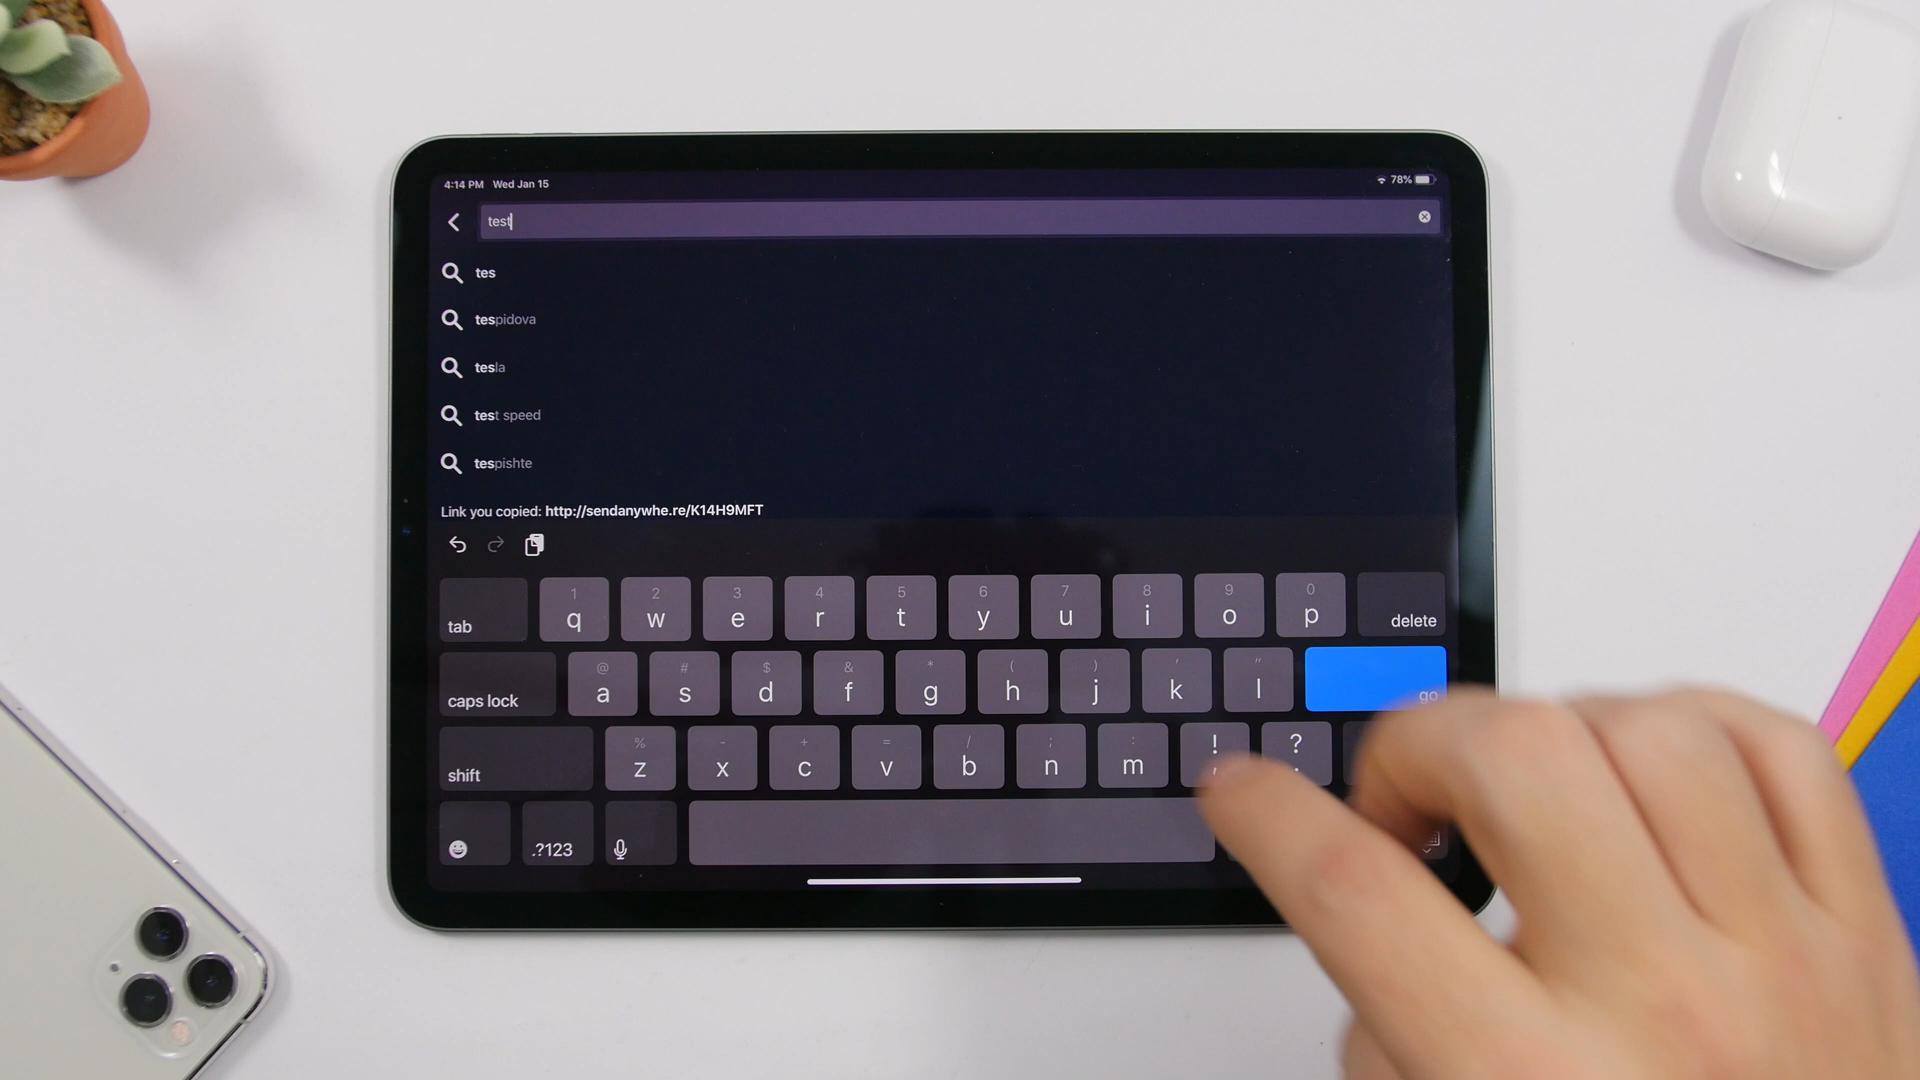 4:14 PM Wed Jan 15
78%
test
tes
tespidova
tesla
test speed
tespishte
Link you copied: http://sendanywhe.re/K14H9MFT
1 2 3 4 5 6 7 8 9 0
tab q w e r t y u i o p delete
@ # $ & * ( ) ' "
caps lock a s d f g h j k l go
% - + = / ; : ! ?
shift z x c v b n m , .
.?123